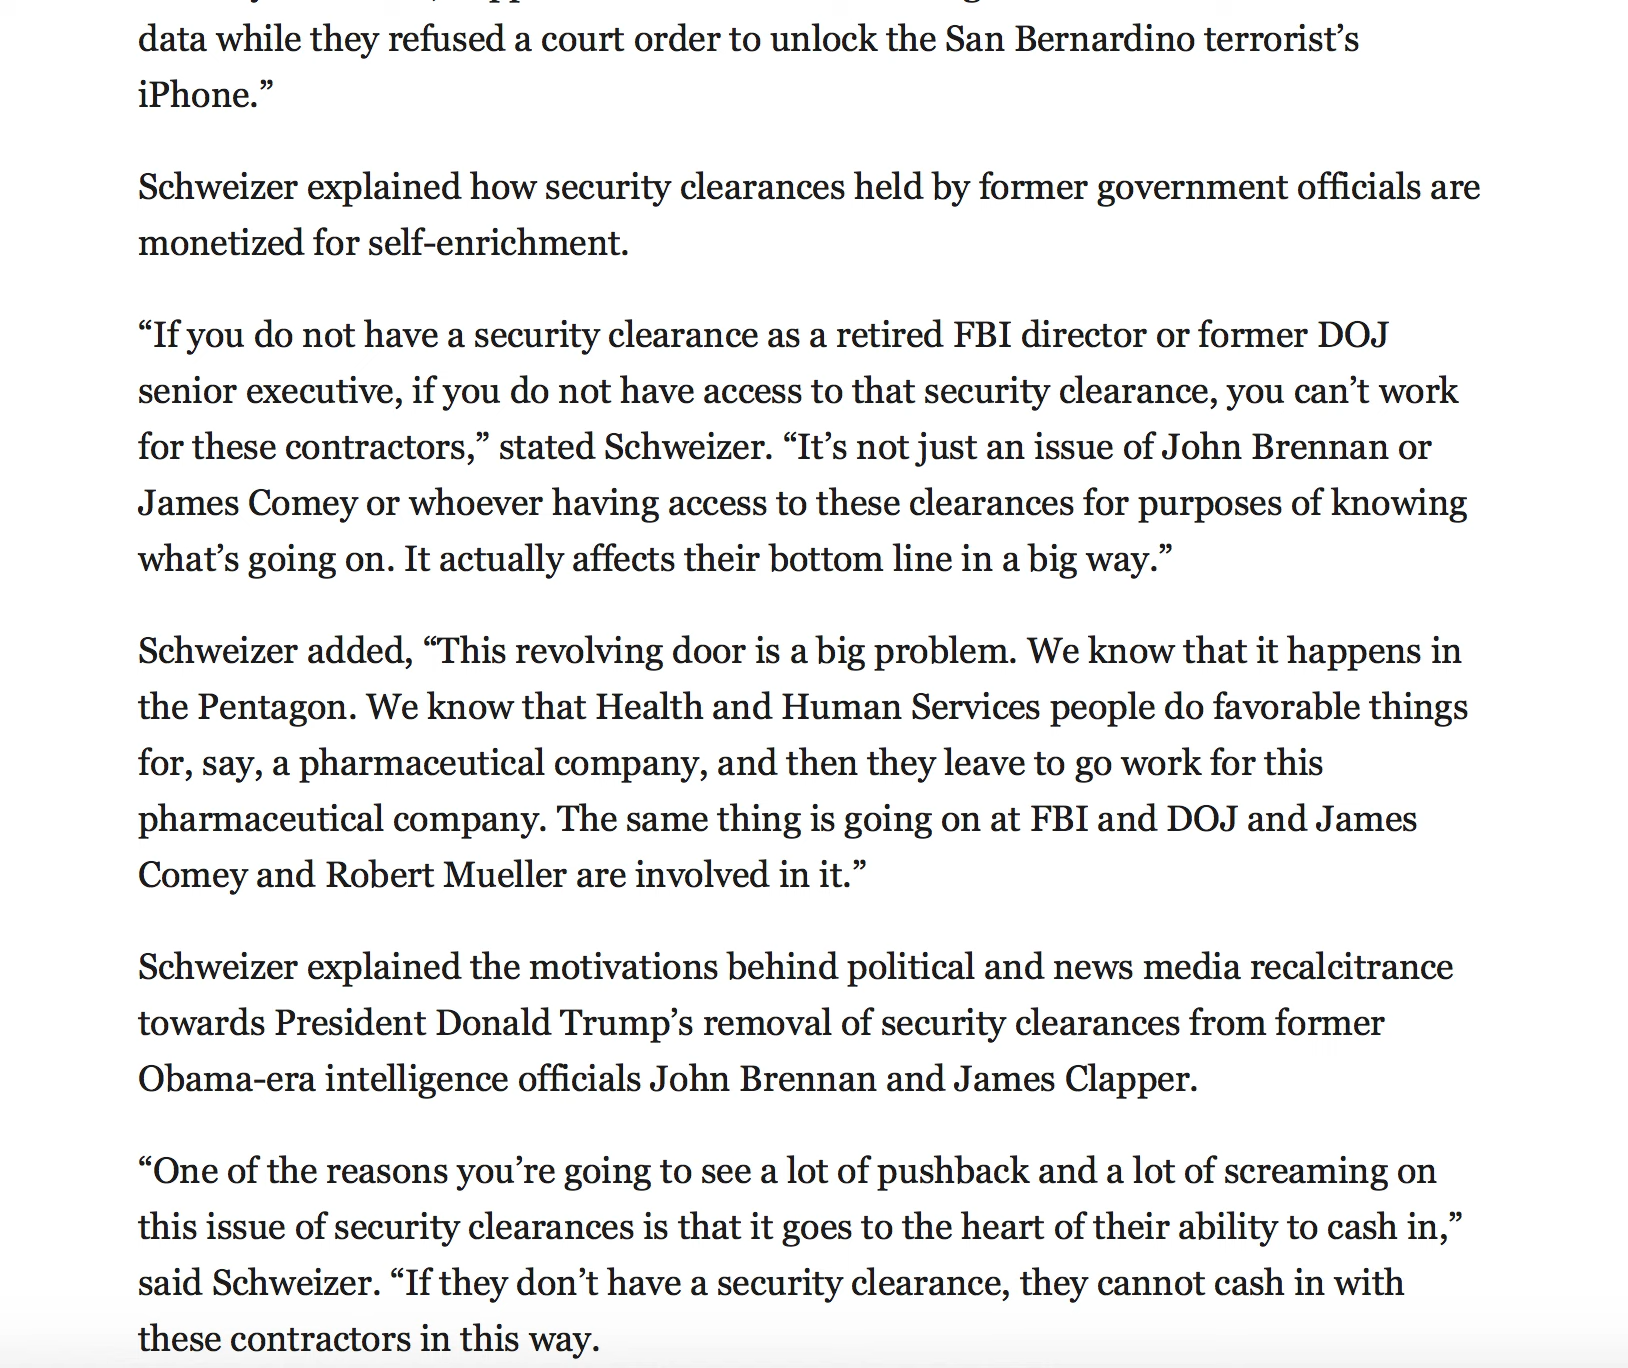 data while they refused a court order to unlock the San Bernardino terrorist’s
iPhone.”
Schweizer explained how security clearances held by former government officials are
monetized for self-enrichment.
“If you do not have a security clearance as a retired FBI director or former DOJ
senior executive, if you do not have access to that security clearance, you can’t work
for these contractors,” stated Schweizer. “It’s not just an issue of John Brennan or
James Comey or whoever having access to these clearances for purposes of knowing
what’s going on. It actually affects their bottom line in a big way.”
Schweizer added, “This revolving door is a big problem. We know that it happens in
the Pentagon. We know that Health and Human Services people do favorable things
for, say, a pharmaceutical company, and then they leave to go work for this
pharmaceutical company. The same thing is going on at FBI and DOJ and James
Comey and Robert Mueller are involved in it.”
Schweizer explained the motivations behind political and news media recalcitrance
towards President Donald Trump’s removal of security clearances from former
Obama-era intelligence officials John Brennan and James Clapper.
“One of the reasons you’re going to see a lot of pushback and a lot of screaming on
this issue of security clearances is that it goes to the heart of their ability to cash in,”
said Schweizer. “If they don’t have a security clearance, they cannot cash in with
these contractors in this way.